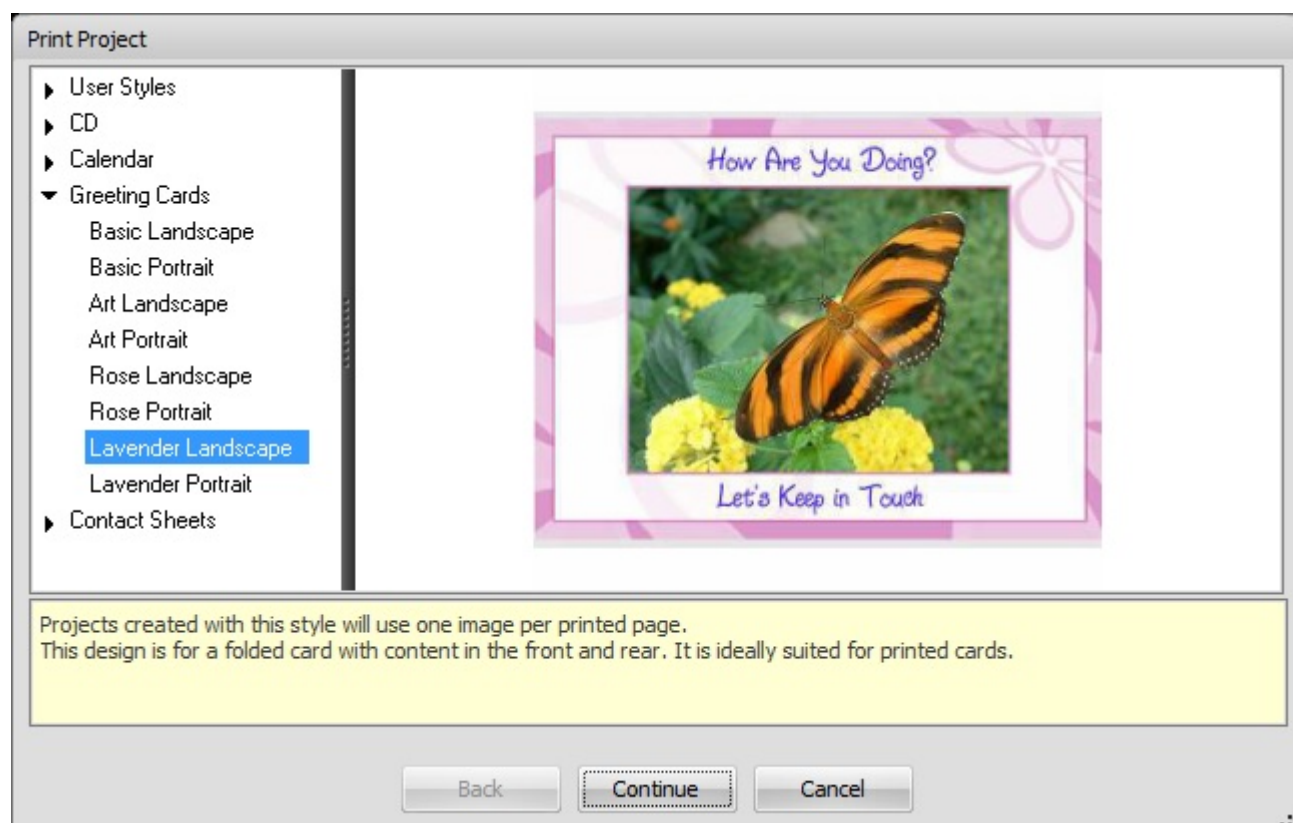 Print Project
User Styles
CD
Calendar
Greeting Cards
Basic Landscape
Basic Portrait
Art Landscape
Art Portrait
Rose Landscape
Rose Portrait
Lavender Landscape
Lavender Portrait
Contact Sheets
How Are You Doing?
Let's Keep in Touch
Projects created with this style will use one image per printed page.
This design is for a folded card with content in the front and rear. It is ideally suited for printed cards.
Back
Continue
Cancel